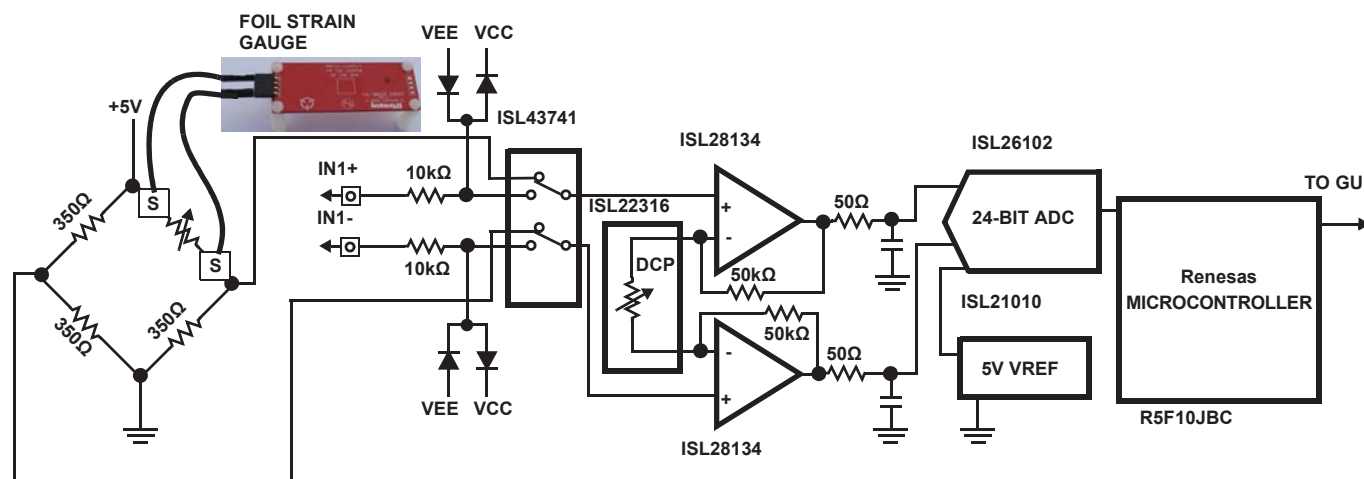 FOIL STRAIN
GAUGE
VEE
VCC
+5V
ISL43741
ISL28134
ISL26102
IN1+
10kΩ
TO GU
S
50Ω
350Ω
IN1-
ISL22316
+
24-BIT ADC
-
S
10kΩ
DCP
50kΩ
Renesas
MICROCONTROLLER
ISL21010
350Ω
350Ω
50kΩ
-
50Ω
5V VREF
+
VEE
VCC
R5F10JBC
ISL28134